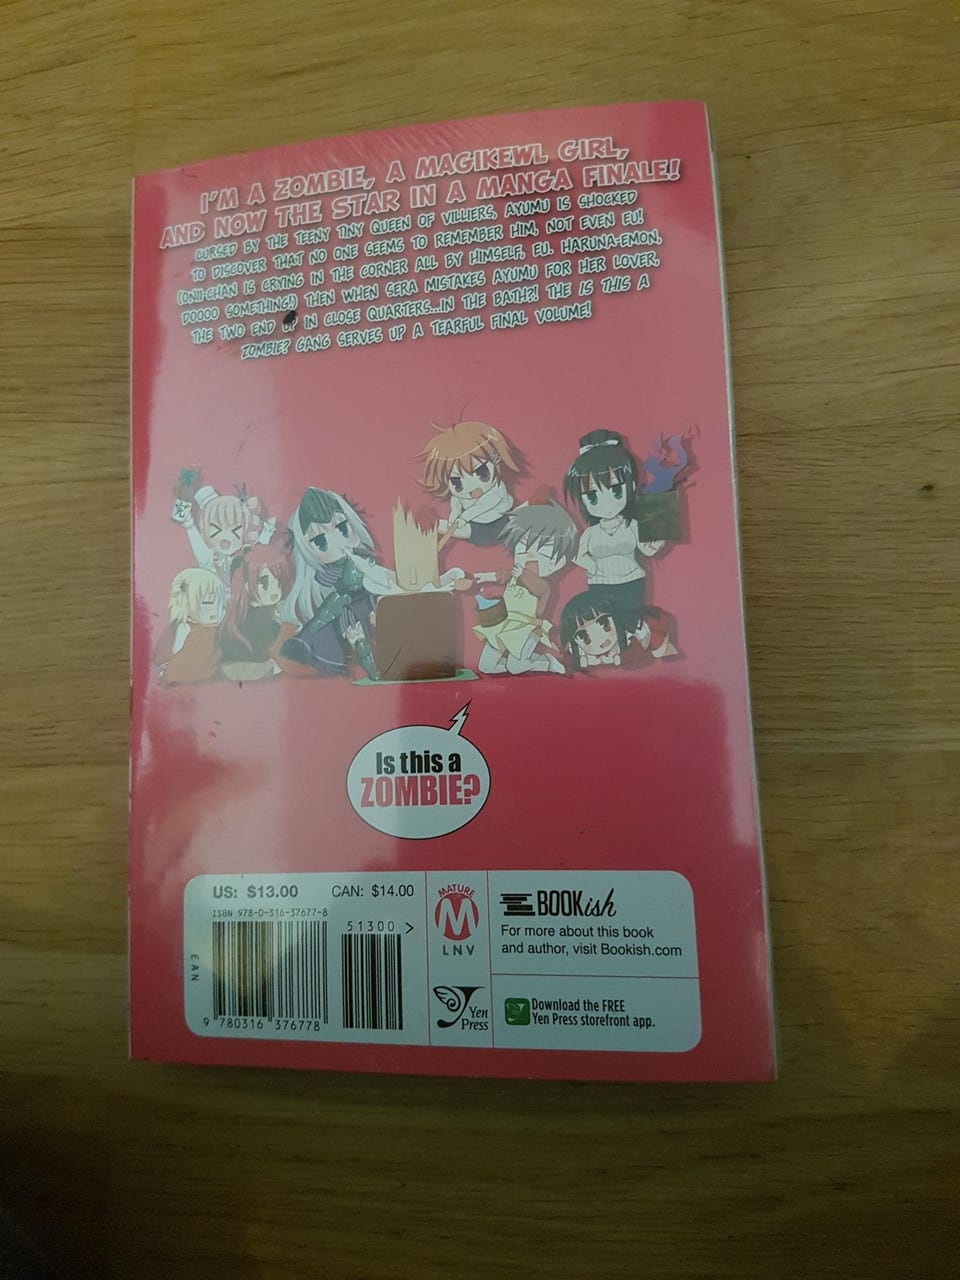 I'M A ZOMBIE, A MAGIKEWL GIRL,
AND NOW THE STAR IN A MANGA FINALE!
CURSED BY THE TEENY TINY QUEEN OF VILLIERS, AYUMU IS SHOCKED
TO DISCOVER THAT NO ONE SEEMS TO REMEMBER HIM, NOT EVEN EU!
(ONII-CHAN IS CRYING IN THE CORNER ALL BY HIMSELF, EU. HARUNA-EMON,
DOOOO SOMETHING!) THEN WHEN SERA MISTAKES AYUMU FOR HER LOVER,
THE TWO END UP IN CLOSE QUARTERS...IN THE BATH?! THE IS THIS A
ZOMBIE? GANG SERVES UP A TEARFUL FINAL VOLUME!
Is this a
ZOMBIE?
US: $13.00 CAN: $14.00
ISBN 978-0-316-37677-8
51300 >
EAN
9 780316 376778
MATURE
M
LNV
Yen
Press
BOOKish
For more about this book
and author, visit Bookish.com
Download the FREE
Yen Press storefront app.